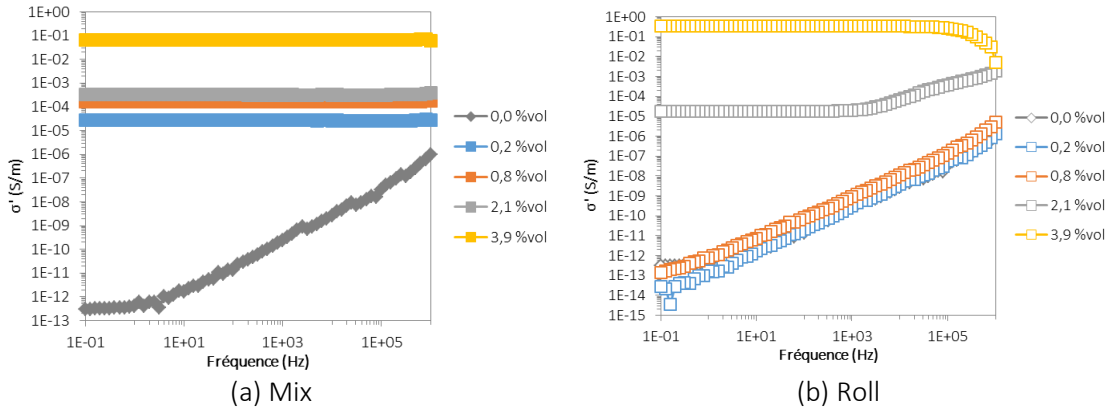 1E+00
1E-01
1E-02
1E-03
1E-04
1E-05
1E-06
1E-07
1E-08
1E-09
1E-10
1E-11
1E-12
1E-13
σ' (S/m)
1E-01 1E+01 1E+03 1E+05
Fréquence (Hz)
0,0 %vol
0,2 %vol
0,8 %vol
2,1 %vol
3,9 %vol
(a) Mix
1E+00
1E-01
1E-02
1E-03
1E-04
1E-05
1E-06
1E-07
1E-08
1E-09
1E-10
1E-11
1E-12
1E-13
1E-14
1E-15
σ' (S/m)
1E-01 1E+01 1E+03 1E+05
Fréquence (Hz)
0,0 %vol
0,2 %vol
0,8 %vol
2,1 %vol
3,9 %vol
(b) Roll